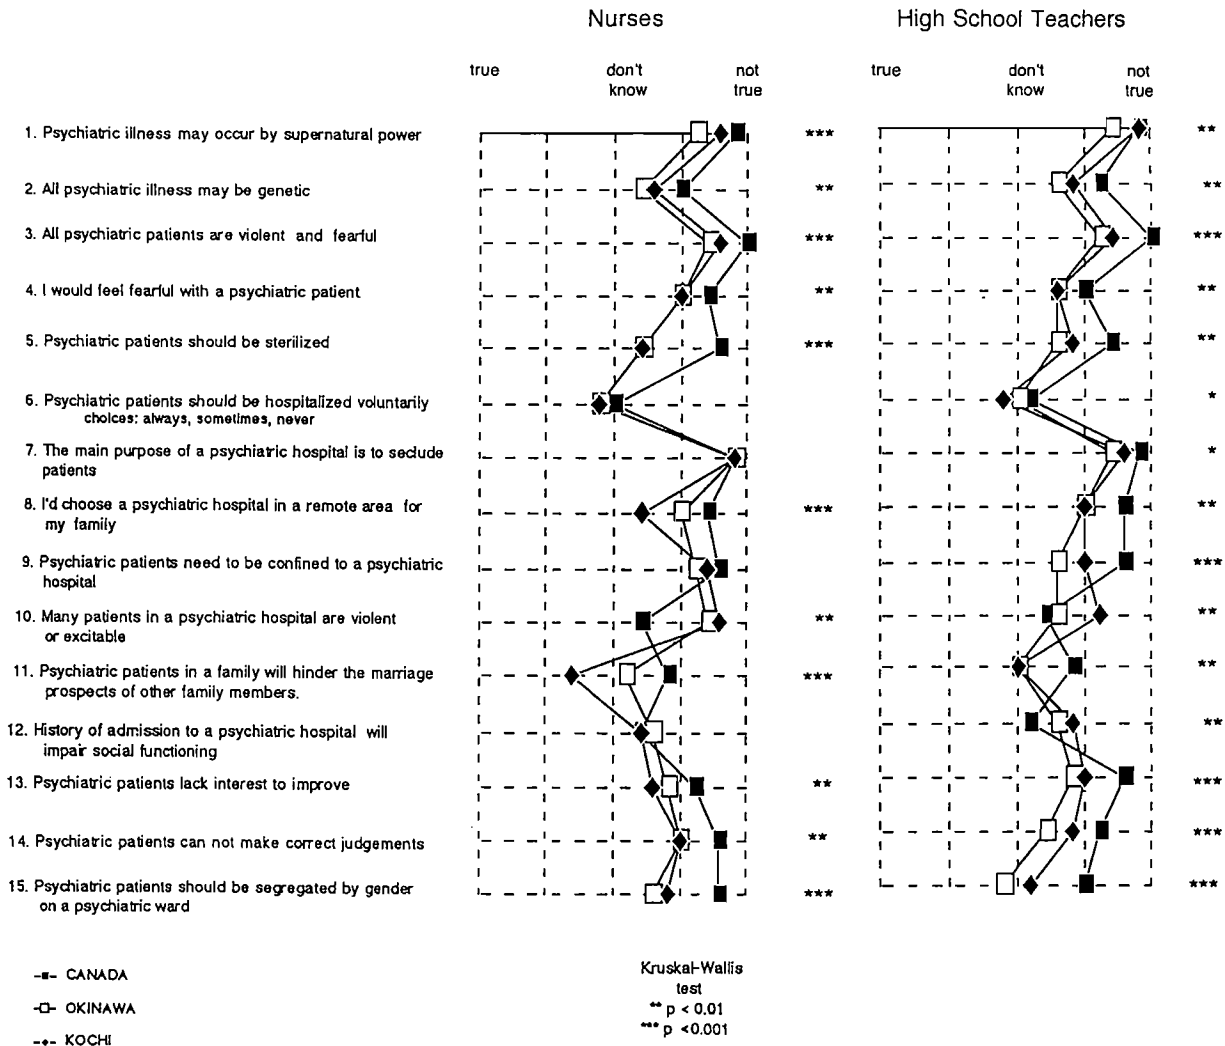 Nurses
High School Teachers
true
don't
know
not
true
true
don't
know
not
true
1. Psychiatric illness may occur by supernatural power
***
**
2. All psychiatric illness may be genetic
**
**
3. All psychiatric patients are violent and fearful
***
***
4. I would feel fearful with a psychiatric patient
**
**
5. Psychiatric patients should be sterilized
***
**
6. Psychiatric patients should be hospitalized voluntarily
choices: always, sometimes, never
*
7. The main purpose of a psychiatric hospital is to seclude
patients
*
8. I'd choose a psychiatric hospital in a remote area for
my family
***
**
9. Psychiatric patients need to be confined to a psychiatric
hospital
***
10. Many patients in a psychiatric hospital are violent
or excitable
**
**
11. Psychiatric patients in a family will hinder the marriage
prospects of other family members.
***
**
12. History of admission to a psychiatric hospital will
impair social functioning
**
13. Psychiatric patients lack interest to improve
**
***
14. Psychiatric patients can not make correct judgements
**
***
15. Psychiatric patients should be segregated by gender
on a psychiatric ward
***
***
CANADA
OKINAWA
KOCHI
Kruskal-Wallis
test
** p < 0.01
*** p <0.001